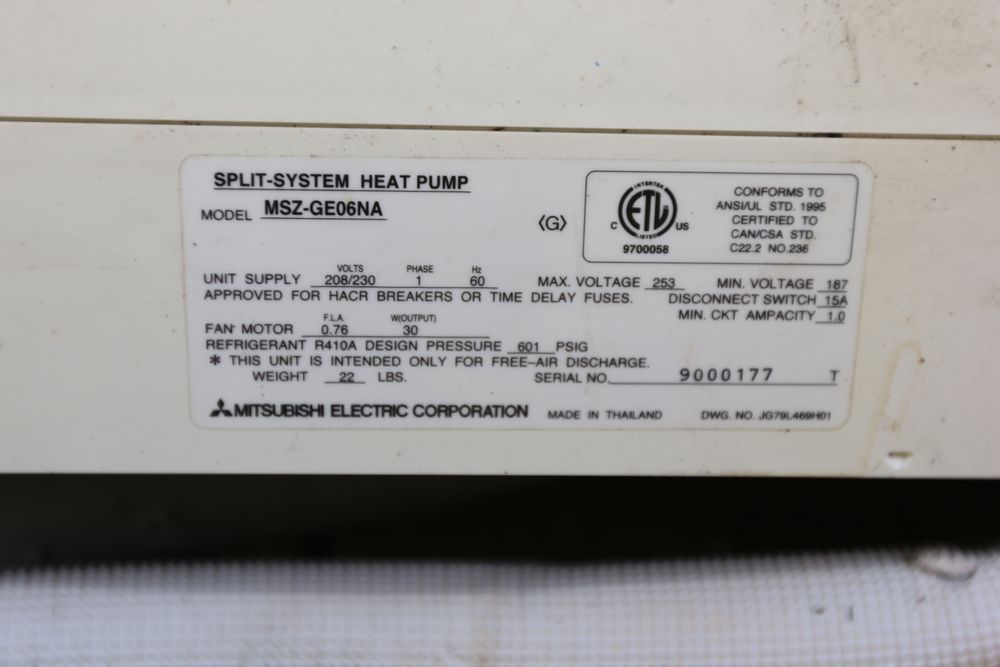 SPLIT-SYSTEM HEAT PUMP
MODEL MSZ-GE06NA
⟨G⟩
INTERTEK
C ETL US
LISTED
9700058
CONFORMS TO
ANSI/UL STD. 1995
CERTIFIED TO
CAN/CSA STD.
C22.2 NO.236
VOLTS PHASE Hz
UNIT SUPPLY 208/230 1 60 MAX. VOLTAGE 253 MIN. VOLTAGE 187
APPROVED FOR HACR BREAKERS OR TIME DELAY FUSES. DISCONNECT SWITCH 15A
MIN. CKT AMPACITY 1.0
F.L.A. W(OUTPUT)
FAN MOTOR 0.76 30
REFRIGERANT R410A DESIGN PRESSURE 601 PSIG
* THIS UNIT IS INTENDED ONLY FOR FREE-AIR DISCHARGE.
WEIGHT 22 LBS. SERIAL NO. 9000177 T
MITSUBISHI ELECTRIC CORPORATION MADE IN THAILAND DWG. NO. JG79L469H01